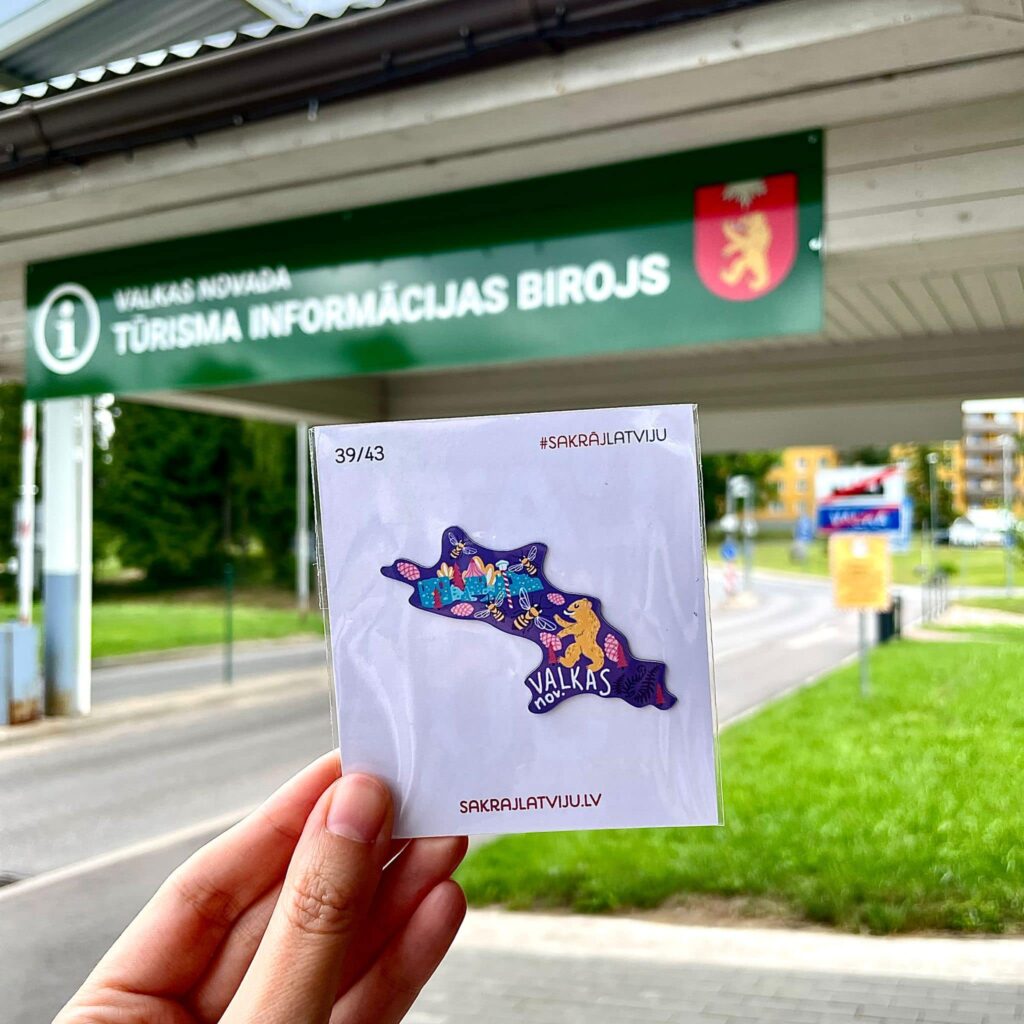 VALKAS NOVADA
TŪRISMA INFORMĀCIJAS BIROJS
39/43
#SAKRĀJLATVIJU
VALKAS
nov.
SAKRAJLATVIJU.LV